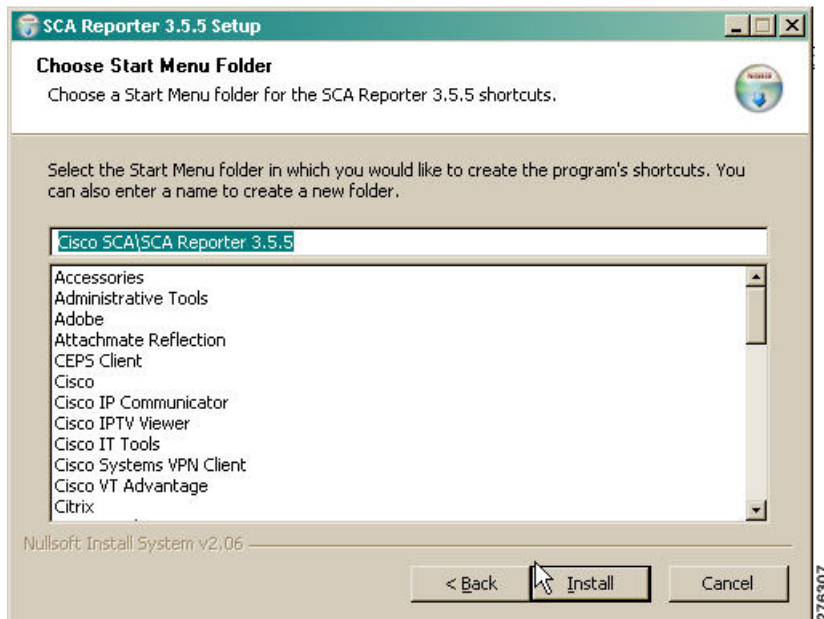 SCA Reporter 3.5.5 Setup
Choose Start Menu Folder
Choose a Start Menu folder for the SCA Reporter 3.5.5 shortcuts.
Select the Start Menu folder in which you would like to create the program's shortcuts. You
can also enter a name to create a new folder.
Cisco SCA\SCA Reporter 3.5.5
Accessories
Administrative Tools
Adobe
Attachmate Reflection
CEPS Client
Cisco
Cisco IP Communicator
Cisco IPTV Viewer
Cisco IT Tools
Cisco Systems VPN Client
Cisco VT Advantage
Citrix
Nullsoft Install System v2.06
< Back
Install
Cancel
276307